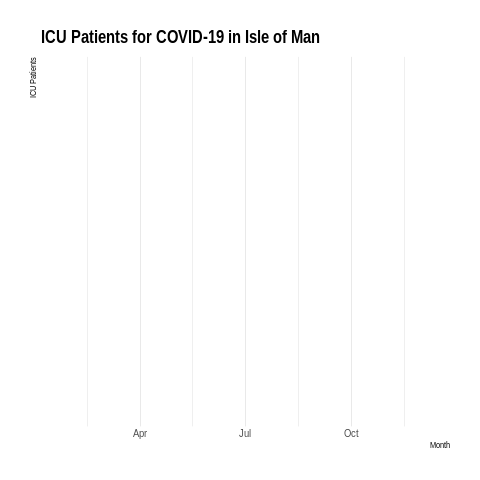 ICU Patients for COVID-19 in Isle of Man
ICU Patients
Apr Jul Oct
Month